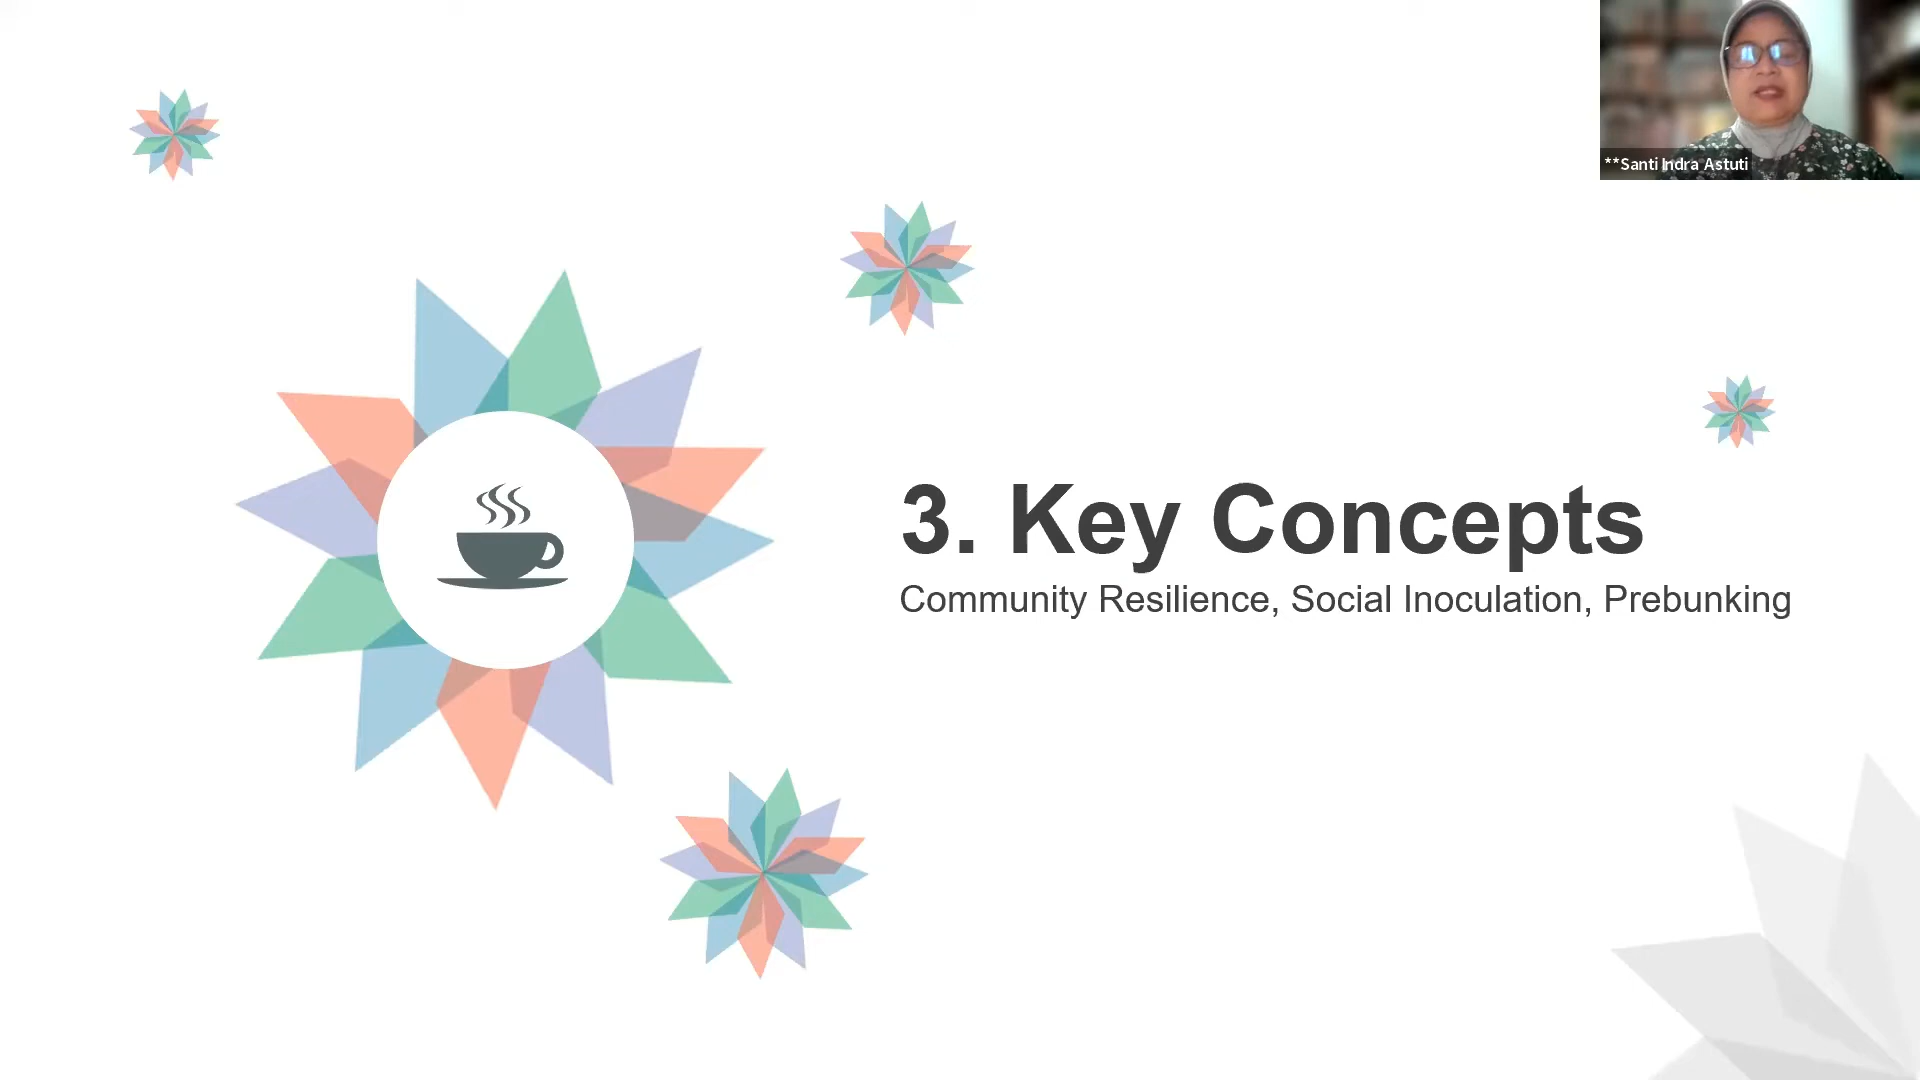 **Santi Indra Astuti
3. Key Concepts
Community Resilience, Social Inoculation, Prebunking